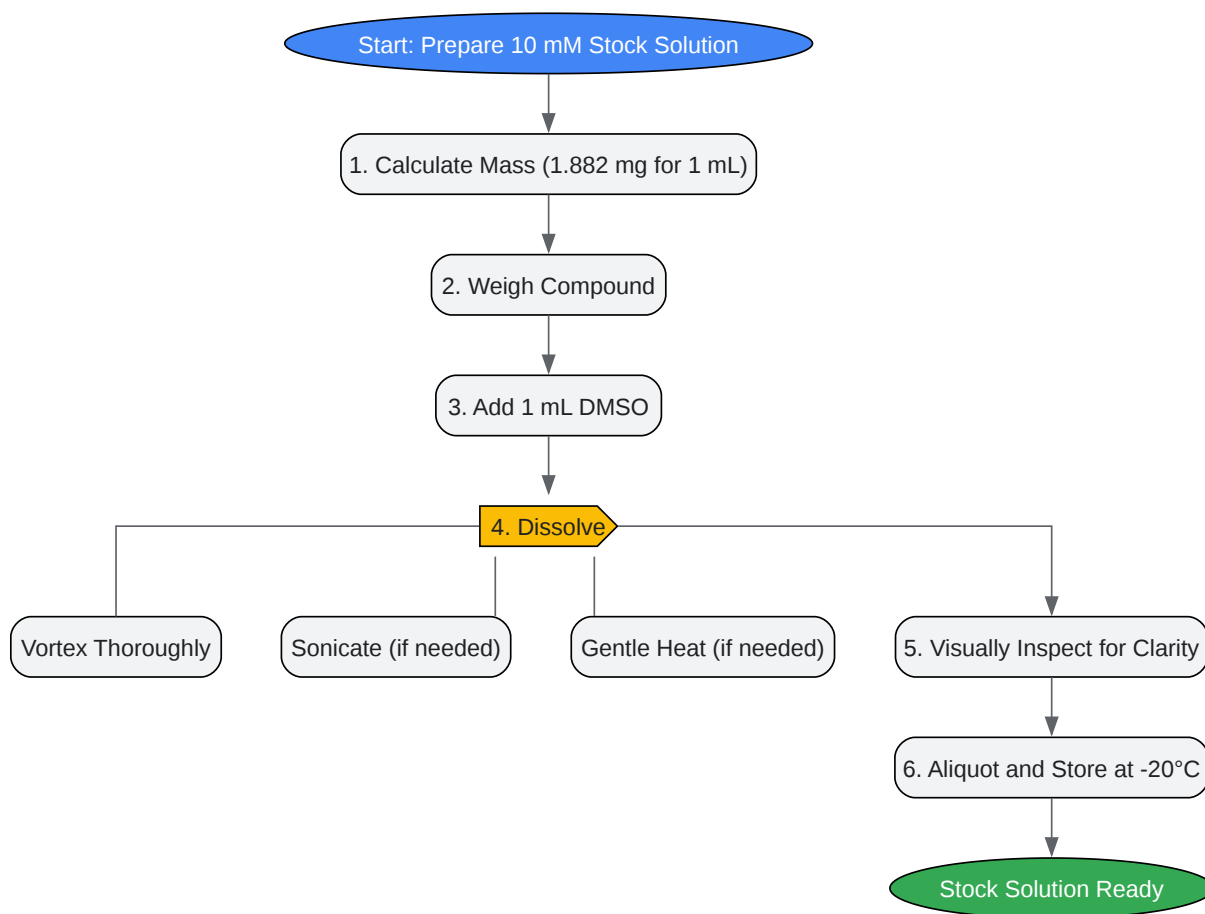 Start: Prepare 10 mM Stock Solution
1. Calculate Mass (1.882 mg for 1 mL)
2. Weigh Compound
3. Add 1 mL DMSO
4. Dissolve
Vortex Thoroughly
Sonicate (if needed)
Gentle Heat (if needed)
5. Visually Inspect for Clarity
6. Aliquot and Store at -20°C
Stock Solution Ready